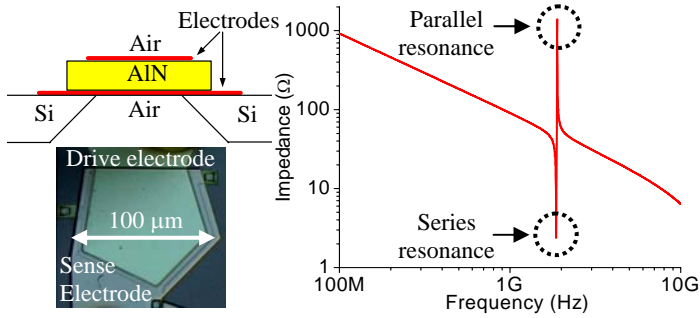 Electrodes
Air
AlN
Si
Air
Si
Drive electrode
100 μm
Sense
Electrode
Impedance (Ω)
1000
100
10
1
100M
1G
10G
Frequency (Hz)
Parallel
resonance
Series
resonance